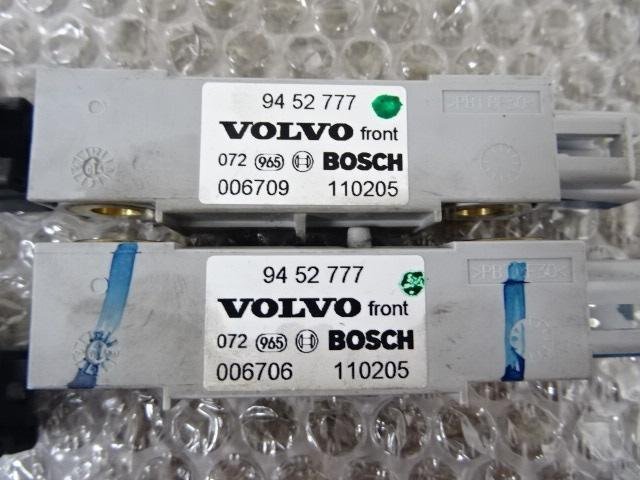 94 52 777
VOLVO front
072 965 BOSCH
006709 110205
94 52 777
VOLVO front
072 965 BOSCH
006706 110205